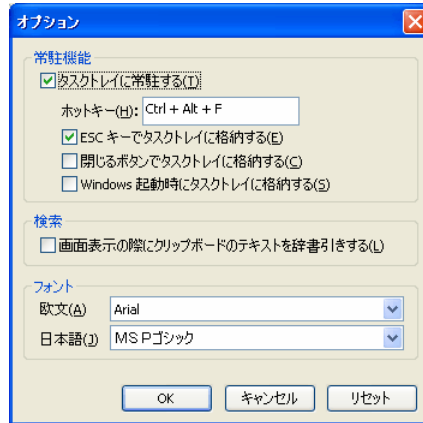 オプション
常駐機能
タスクトレイに常駐する(T)
ホットキー(H): Ctrl + Alt + F
ESC キーでタスクトレイに格納する(E)
閉じるボタンでタスクトレイに格納する(C)
Windows 起動時にタスクトレイに格納する(S)
検索
画面表示の際にクリップボードのテキストを辞書引きする(L)
フォント
欧文(A) Arial
日本語(J) MS Pゴシック
OK キャンセル リセット